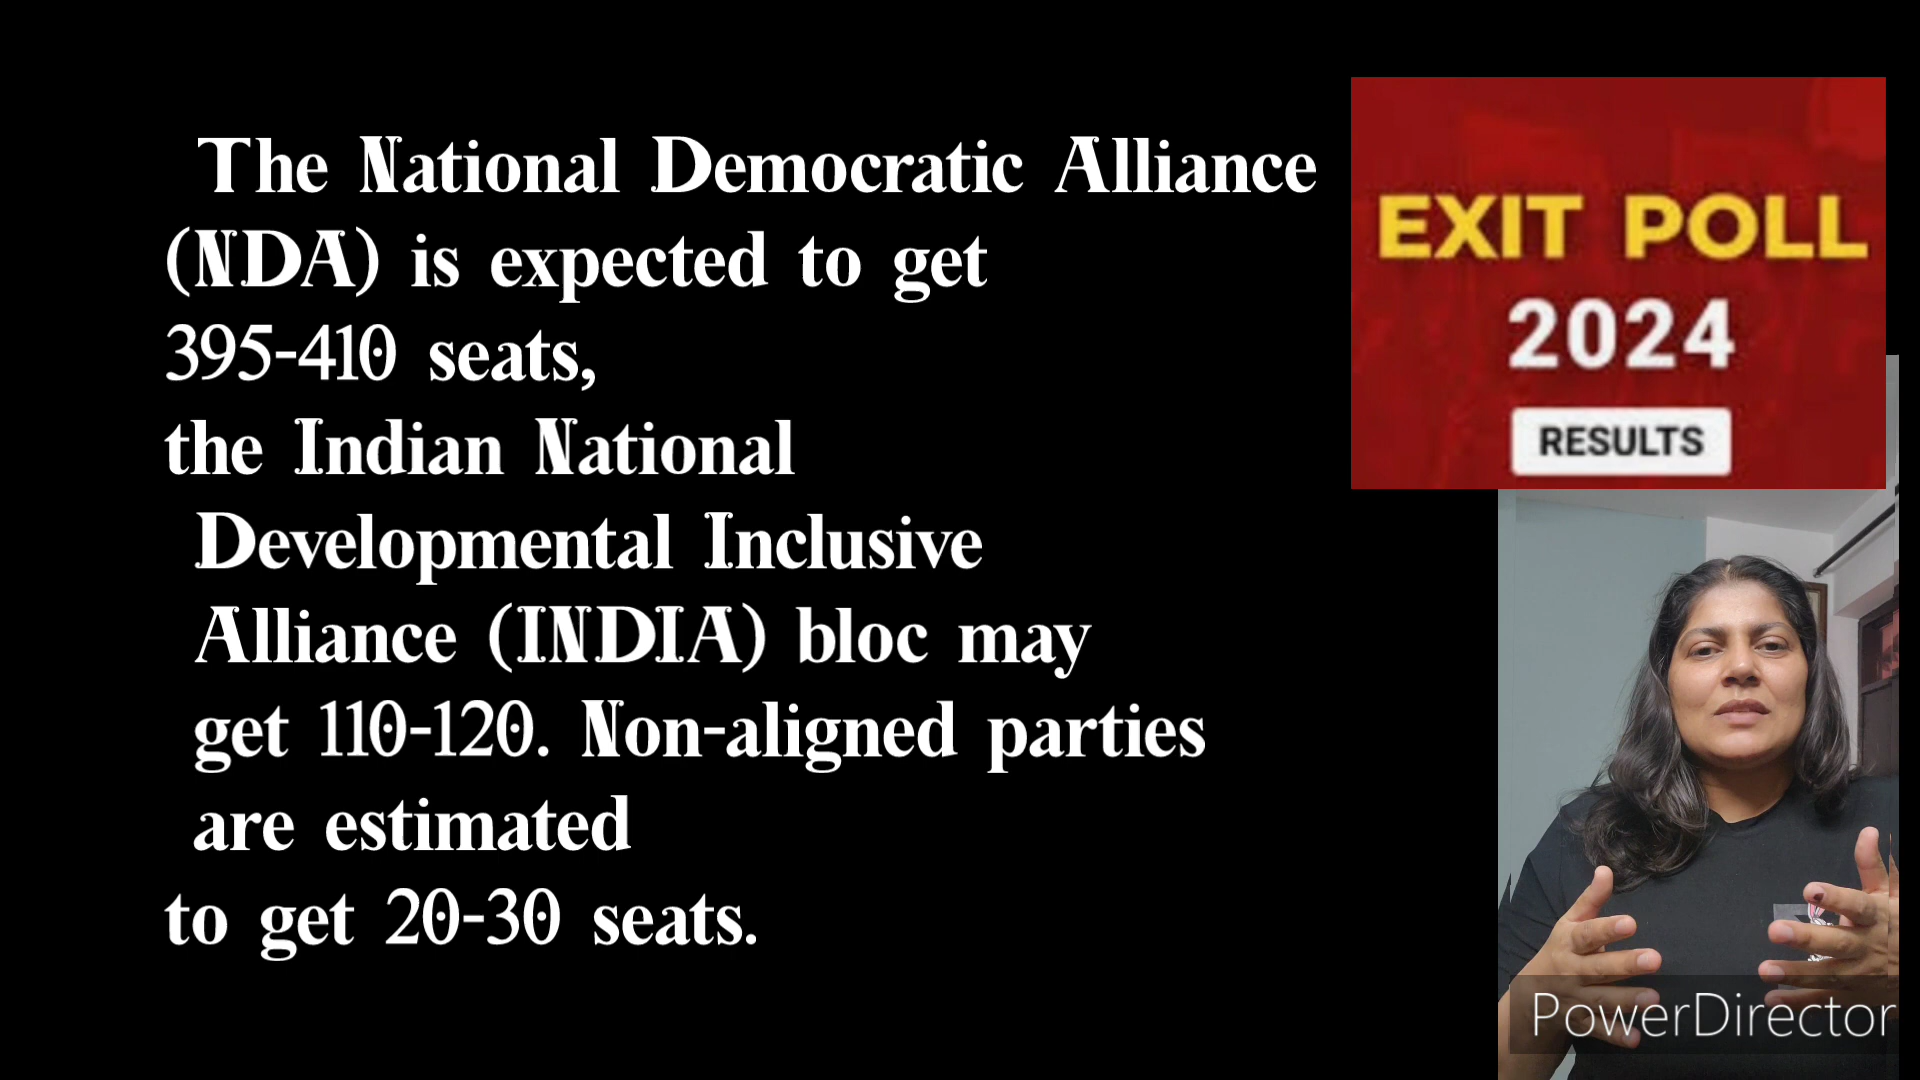 The National Democratic Alliance
(NDA) is expected to get
395-410 seats,
the Indian National
Developmental Inclusive
Alliance (INDIA) bloc may
get 110-120. Non-aligned parties
are estimated
to get 20-30 seats.
EXIT POLL
2024
RESULTS
PowerDirector